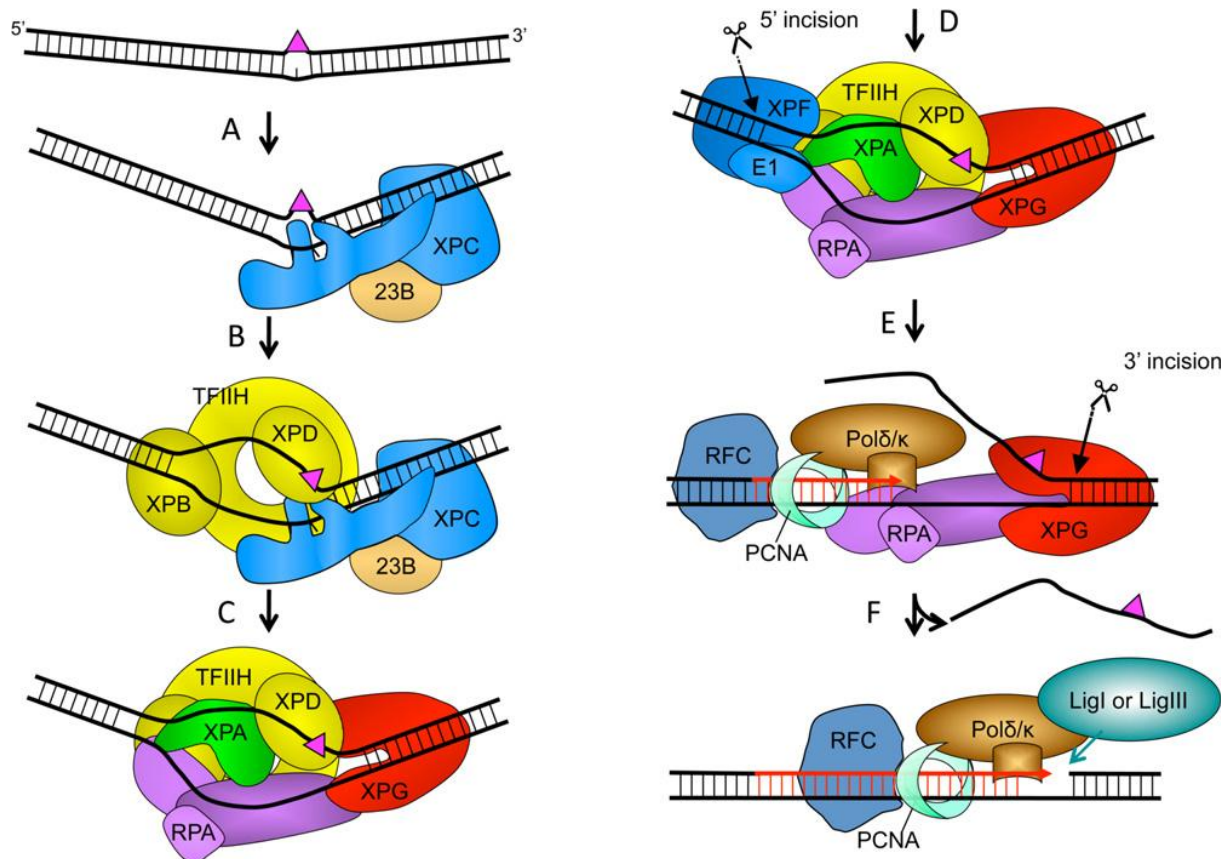 5’
3’
A
XPC
23B
B
TFIIH
XPD
XPB
XPC
23B
C
TFIIH
XPD
XPA
XPG
RPA
5’ incision
D
XPF
TFIIH
XPD
XPA
E1
XPG
RPA
E
3’ incision
Polδ/κ
RFC
RPA
XPG
PCNA
F
LigI or LigIII
Polδ/κ
RFC
PCNA